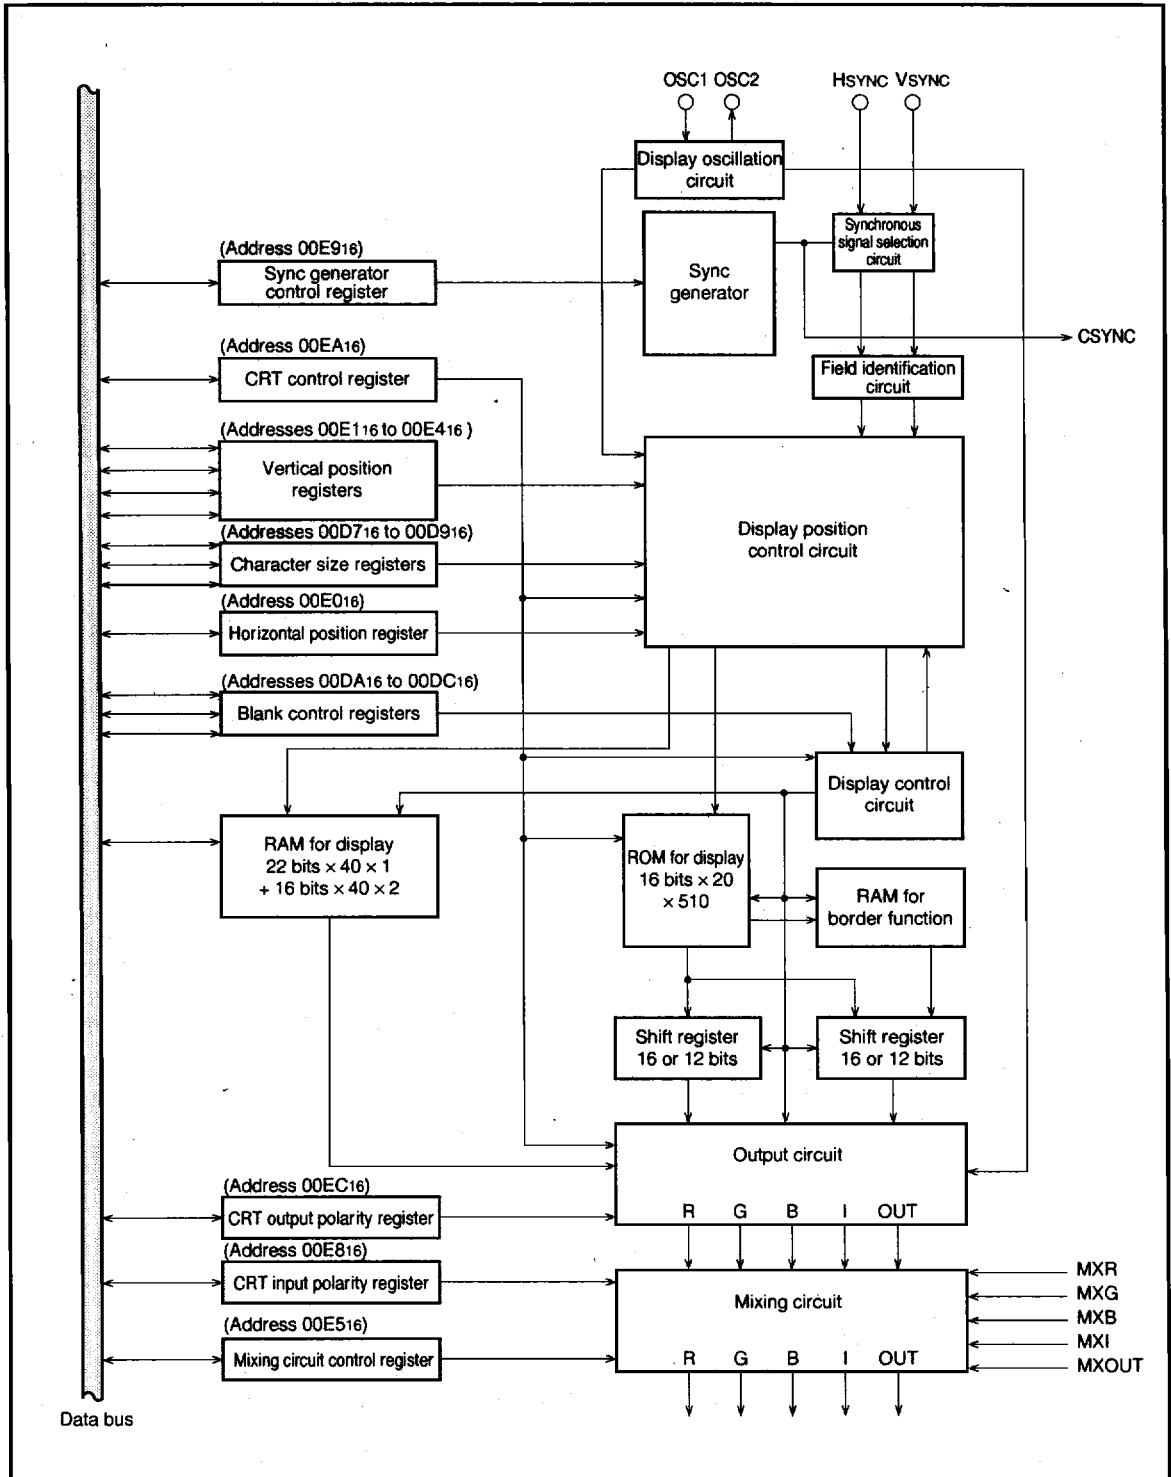 OSC1 OSC2
HSYNC VSYNC
Display oscillation
circuit
(Address 00E916)
Sync generator
control register
Sync
generator
Synchronous
signal selection
circuit
CSYNC
(Address 00EA16)
CRT control register
Field identification
circuit
(Addresses 00E116 to 00E416 )
Vertical position
registers
Display position
control circuit
(Addresses 00D716 to 00D916)
Character size registers
(Address 00E016)
Horizontal position register
(Addresses 00DA16 to 00DC16)
Blank control registers
Display control
circuit
RAM for display
22 bits × 40 × 1
+ 16 bits × 40 × 2
ROM for display
16 bits × 20
× 510
RAM for
border function
Shift register
16 or 12 bits
Shift register
16 or 12 bits
Output circuit
R G B I OUT
(Address 00EC16)
CRT output polarity register
(Address 00E816)
CRT input polarity register
(Address 00E516)
Mixing circuit control register
Mixing circuit
R G B I OUT
MXR
MXG
MXB
MXI
MXOUT
Data bus